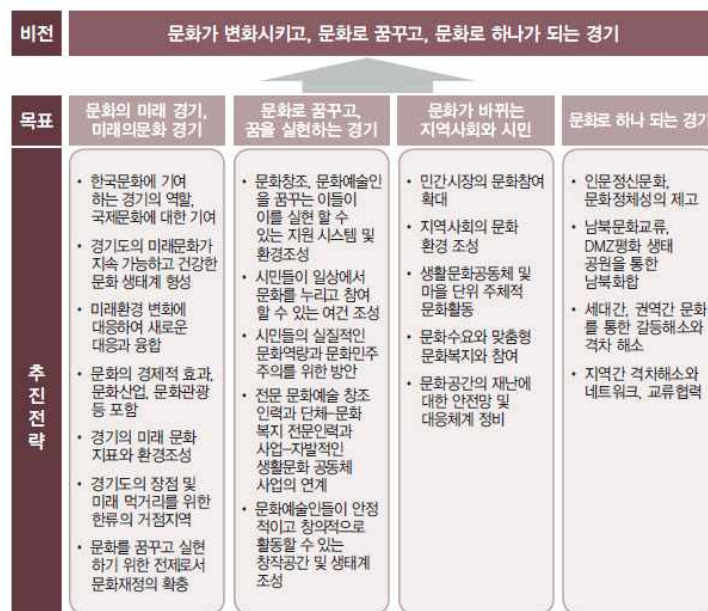 비전
문화가 변화시키고, 문화로 꿈꾸고, 문화로 하나가 되는 경기
목표
문화의 미래 경기,
미래의문화 경기
문화로 꿈꾸고,
꿈을 실현하는 경기
문화가 바뀌는
지역사회와 시민
문화로 하나 되는 경기
추진전략
• 한국문화에 기여
하는 경기의 역할,
국제문화에 대한 기여
• 경기도의 미래문화가
지속 가능하고 건강한
문화 생태계 형성
• 미래환경 변화에
대응하여 새로운
대응과 융합
• 문화의 경제적 효과,
문화산업, 문화관광
등 포함
• 경기의 미래 문화
지표와 환경조성
• 경기도의 장점 및
미래 먹거리를 위한
한류의 거점지역
• 문화를 꿈꾸고 실현
하기 위한 전제로서
문화재정의 확충
• 문화창조, 문화예술인
을 꿈꾸는 이들이
이를 실현 할 수
있는 지원 시스템 및
환경조성
• 시민들이 일상에서
문화를 누리고 참여
할 수 있는 여건 조성
• 시민들의 실질적인
문화역량과 문화민주
주의를 위한 방안
• 전문 문화예술 창조
인력과 단체–문화
복지 전문인력과
사업–자발적인
생활문화 공동체
사업의 연계
• 문화예술인들이 안정
적이고 창의적으로
활동할 수 있는
창작공간 및 생태계
조성
• 민간시장의 문화참여
확대
• 지역사회의 문화
환경 조성
• 생활문화공동체 및
마을 단위 주체적
문화활동
• 문화수요와 맞춤형
문화복지와 참여
• 문화공간의 재난에
대한 안전망 및
대응체계 정비
• 인문정신문화,
문화정체성의 제고
• 남북문화교류,
DMZ평화 생태
공원을 통한
남북화합
• 세대간, 권역간 문화
를 통한 갈등해소와
격차 해소
• 지역간 격차해소와
네트워크, 교류협력